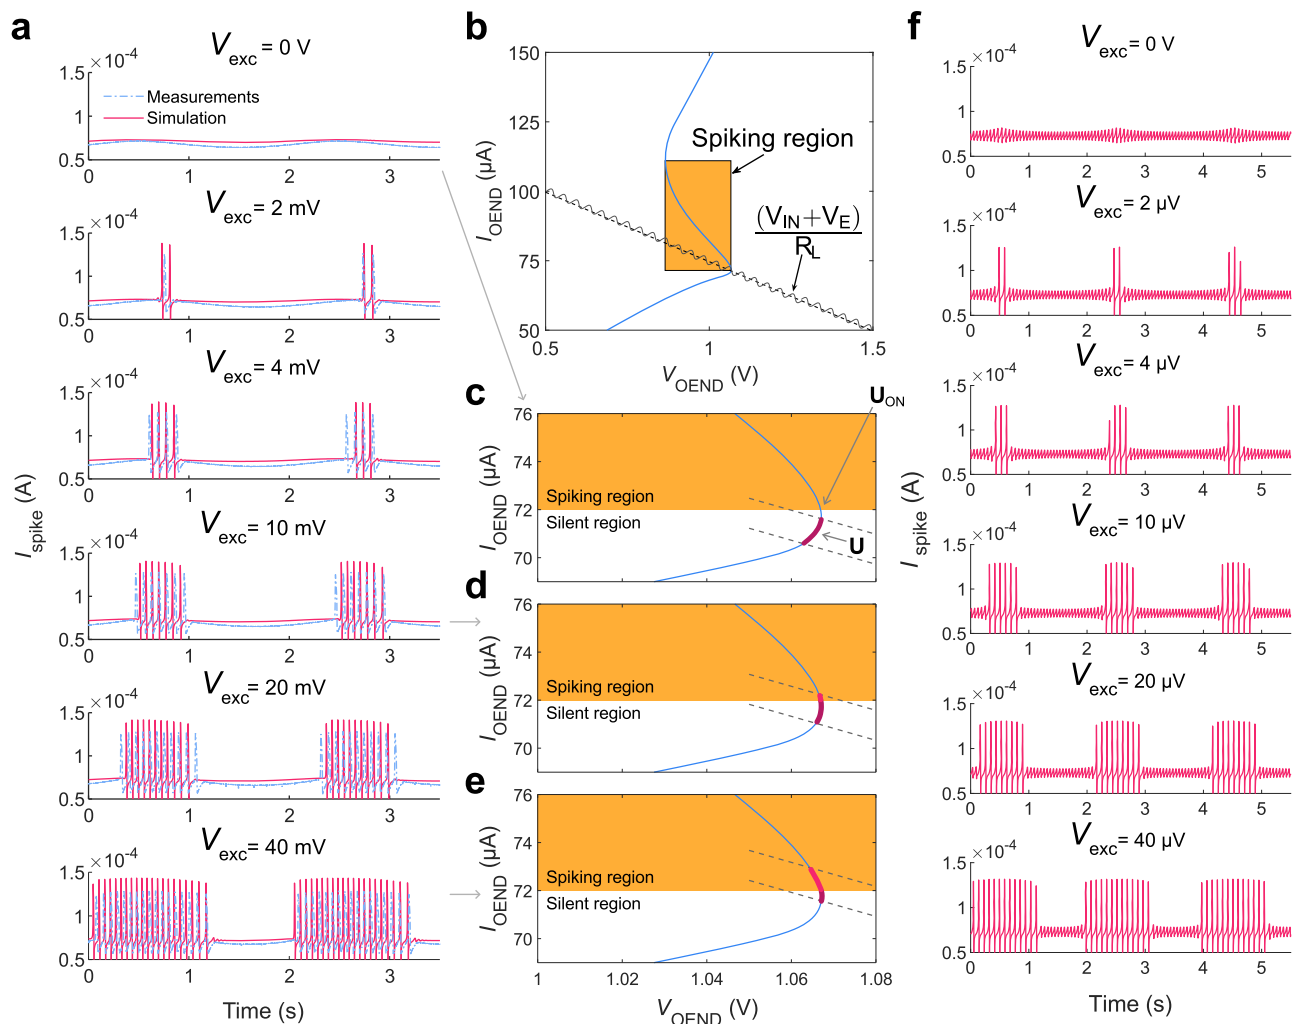 a
V_exc = 0 V
×10^-4
1.5
1
0.5
Measurements
Simulation
0 1 2 3
V_exc = 2 mV
×10^-4
1.5
1
0.5
0 1 2 3
V_exc = 4 mV
×10^-4
1.5
1
0.5
0 1 2 3
I_spike (A)
V_exc = 10 mV
×10^-4
1.5
1
0.5
0 1 2 3
V_exc = 20 mV
×10^-4
1.5
1
0.5
0 1 2 3
V_exc = 40 mV
×10^-4
1.5
1
0.5
0 1 2 3
Time (s)
b
150
125
100
75
50
I_OEND (µA)
Spiking region
(V_IN+V_E)
R_L
0.5 1 1.5
V_OEND (V)
c
76
74
72
70
I_OEND (µA)
U_ON
Spiking region
Silent region
U
d
76
74
72
70
I_OEND (µA)
Spiking region
Silent region
e
76
74
72
70
I_OEND (µA)
Spiking region
Silent region
1 1.02 1.04 1.06 1.08
V_OEND (V)
f
V_exc = 0 V
×10^-4
1.5
1
0.5
0 1 2 3 4 5
V_exc = 2 µV
×10^-4
1.5
1
0.5
0 1 2 3 4 5
V_exc = 4 µV
×10^-4
1.5
1
0.5
0 1 2 3 4 5
I_spike (A)
V_exc = 10 µV
×10^-4
1.5
1
0.5
0 1 2 3 4 5
V_exc = 20 µV
×10^-4
1.5
1
0.5
0 1 2 3 4 5
V_exc = 40 µV
×10^-4
1.5
1
0.5
0 1 2 3 4 5
Time (s)